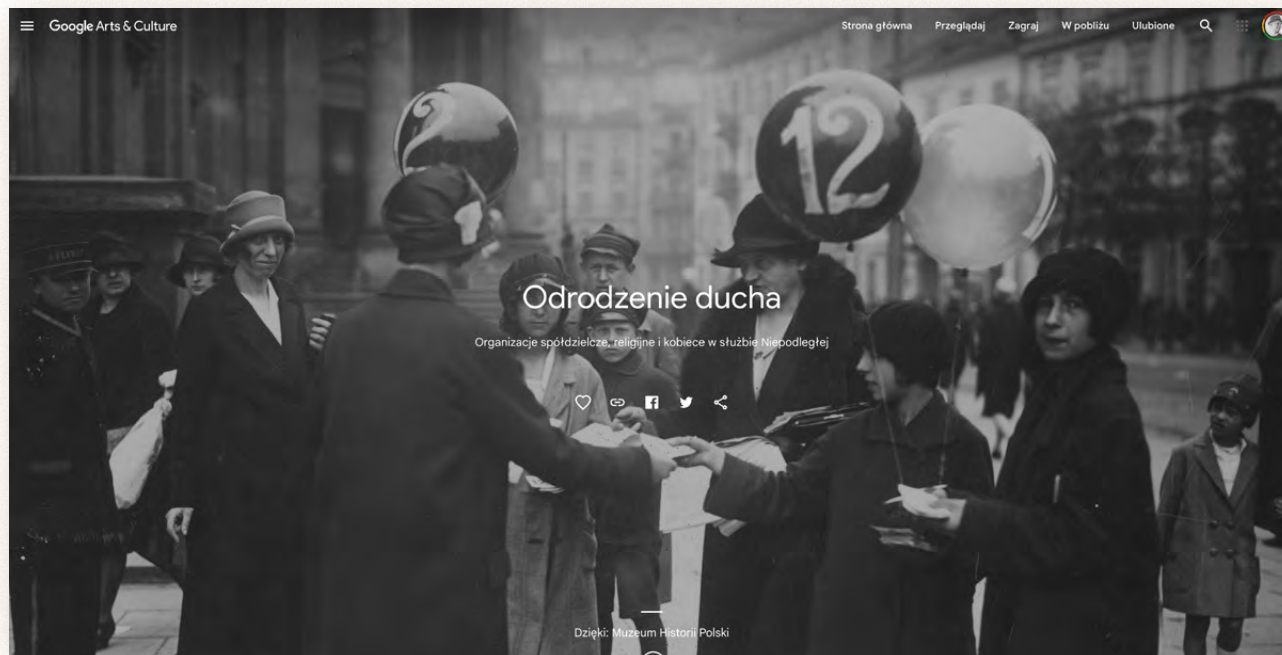 Google Arts & Culture
Strona główna Przeglądaj Zagraj W pobliżu Ulubione
2
12
Odrodzenie ducha
Organizacje spółdzielcze, religijne i kobiece w służbie Niepodległej
Dzięki: Muzeum Historii Polski